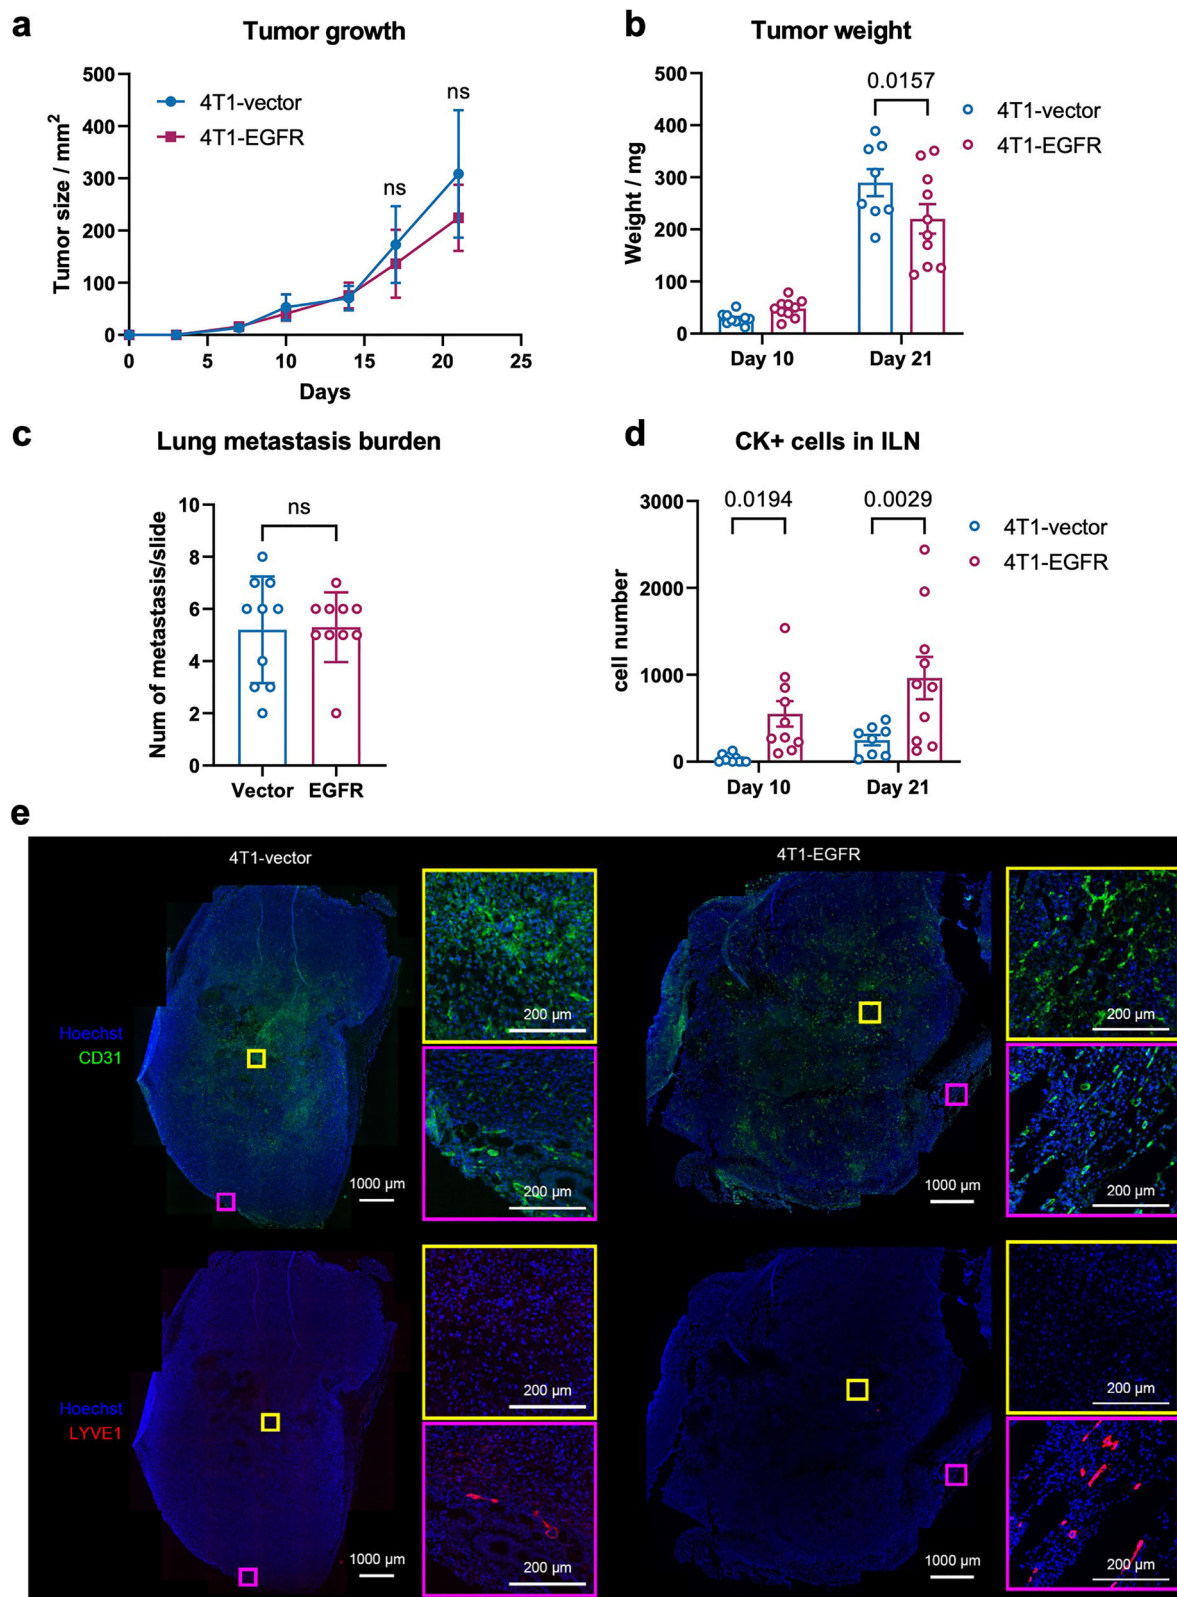 a
Tumor growth
500
400
300
200
100
0
Tumor size / mm²
4T1-vector
4T1-EGFR
ns
ns
0
5
10
15
20
25
Days
b
Tumor weight
500
400
300
200
100
0
Weight / mg
0.0157
4T1-vector
4T1-EGFR
Day 10
Day 21
c
Lung metastasis burden
10
8
6
4
2
0
Num of metastasis/slide
ns
Vector
EGFR
d
CK+ cells in ILN
3000
2000
1000
0
cell number
0.0194
0.0029
4T1-vector
4T1-EGFR
Day 10
Day 21
e
4T1-vector
4T1-EGFR
Hoechst
CD31
1000 µm
200 µm
200 µm
1000 µm
200 µm
200 µm
Hoechst
LYVE1
1000 µm
200 µm
200 µm
1000 µm
200 µm
200 µm